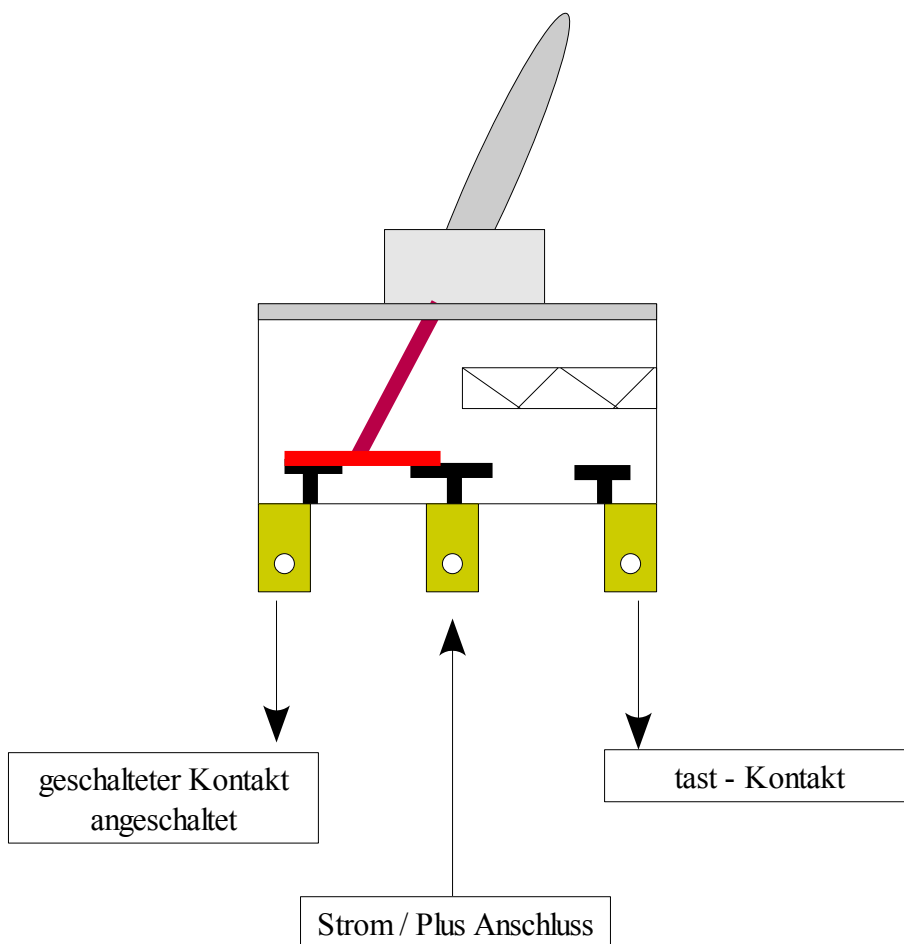 geschalteter Kontakt
angeschaltet
tast - Kontakt
Strom / Plus Anschluss